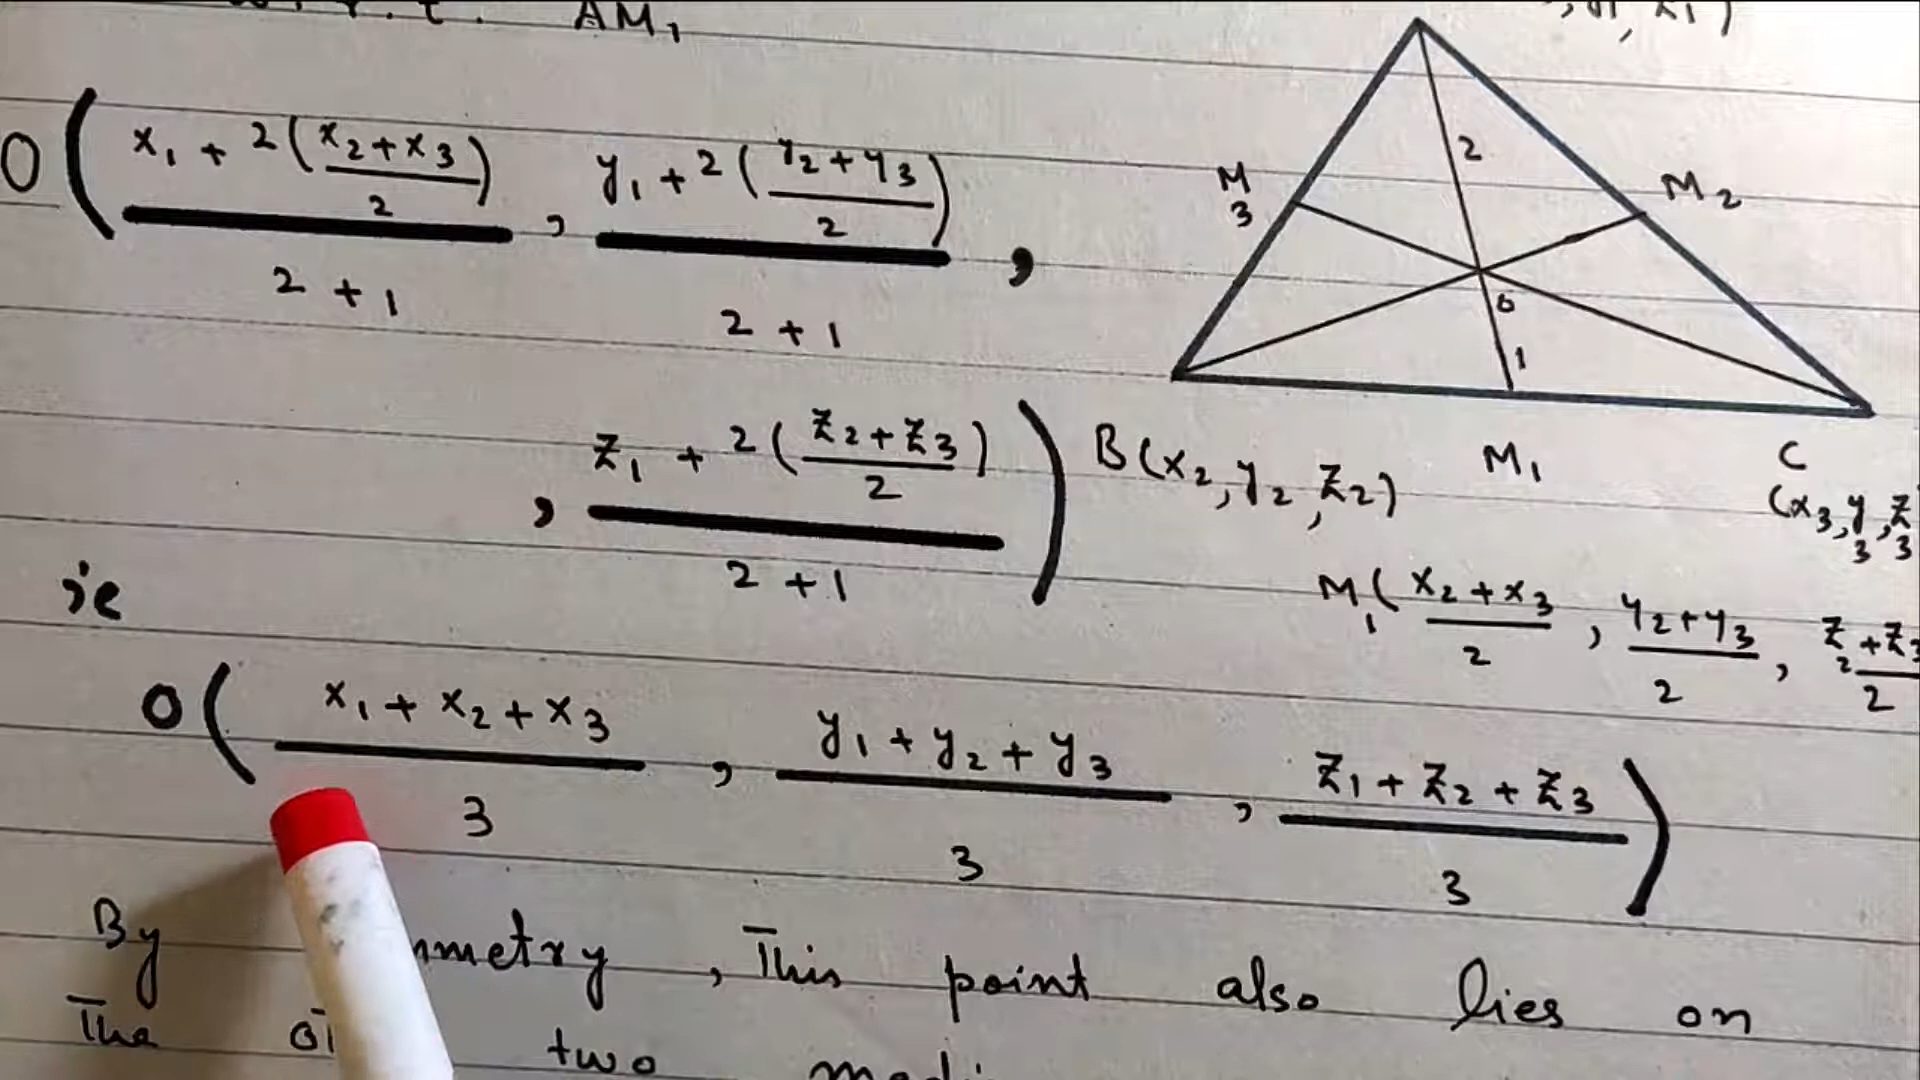 AM₁
O ( x₁ + 2(x₂+x₃/2) / 2+1 , y₁ + 2(y₂+y₃/2) / 2+1 ,
, z₁ + 2(z₂+z₃/2) / 2+1 )
ie
O ( x₁ + x₂ + x₃ / 3 , y₁ + y₂ + y₃ / 3 , z₁ + z₂ + z₃ / 3 )
By , This point also lies on
The two
2
M₃
M₂
o
1
B(x₂, y₂, z₂)
M₁
C
(x₃, y₃, z₃
M₁( x₂+x₃/2 , y₂+y₃/2 , z₂+z₃/2